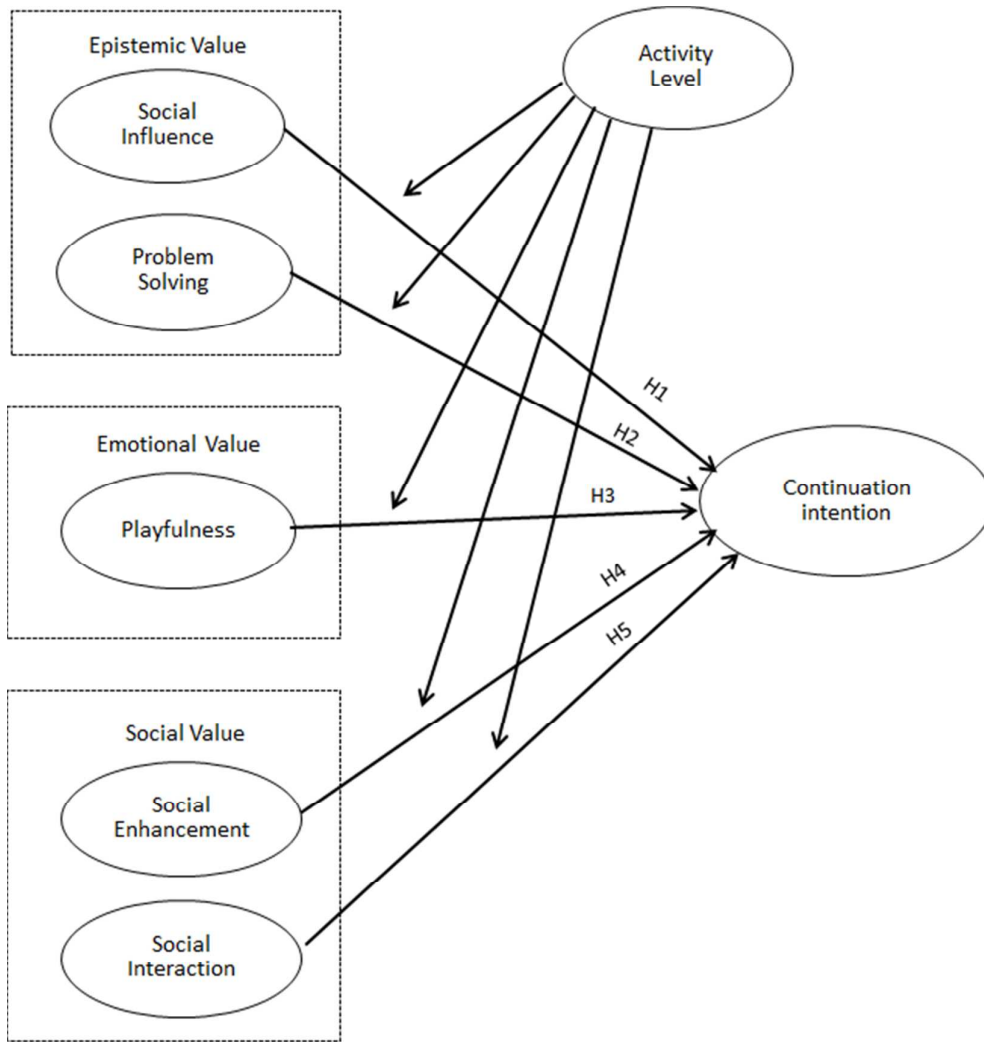 Epistemic Value
Social
Influence
Problem
Solving
Activity
Level
Emotional Value
Playfulness
H1
H2
H3
H4
H5
Continuation
intention
Social Value
Social
Enhancement
Social
Interaction